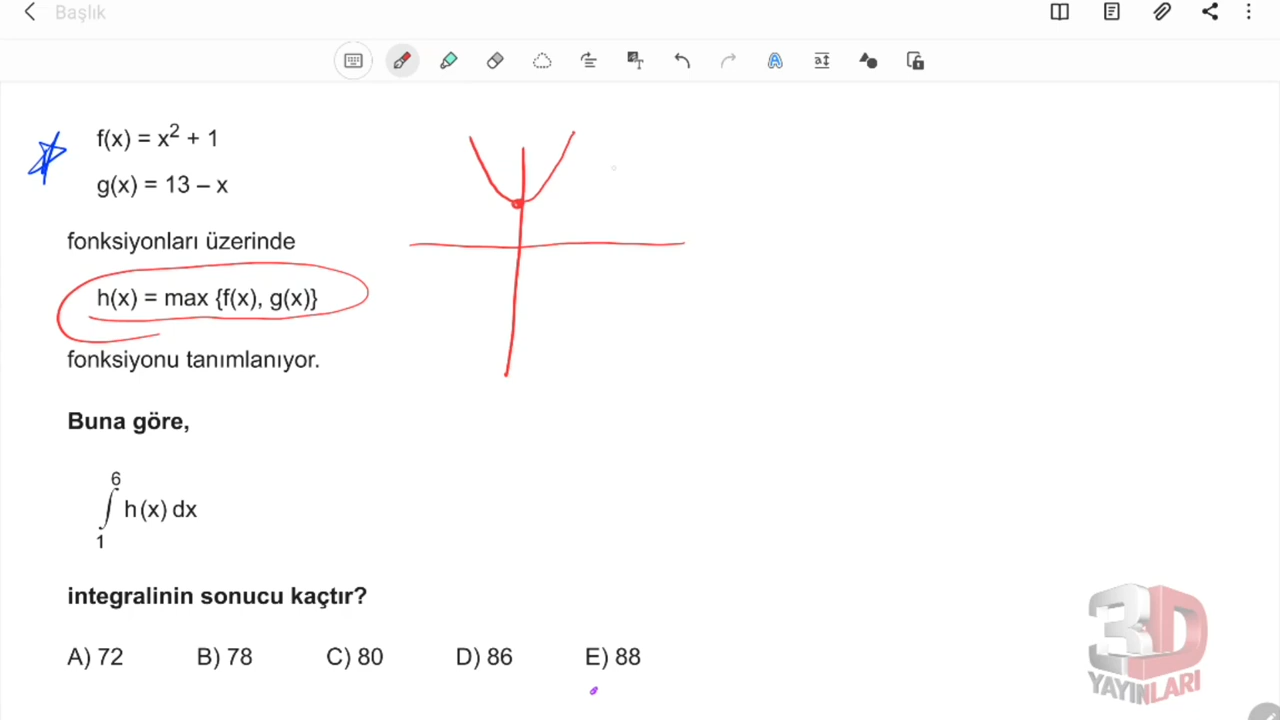 Başlık
f(x) = x² + 1
g(x) = 13 – x
fonksiyonları üzerinde
h(x) = max {f(x), g(x)}
fonksiyonu tanımlanıyor.
Buna göre,
6
∫ h(x) dx
1
integralinin sonucu kaçtır?
A) 72 B) 78 C) 80 D) 86 E) 88
3D
YAYINLARI